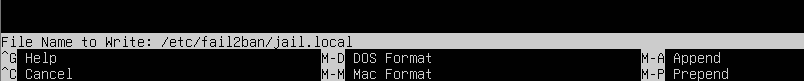 File Name to Write: /etc/fail2ban/jail.local
^G Help M-D DOS Format M-A Append
^C Cancel M-M Mac Format M-P Prepend